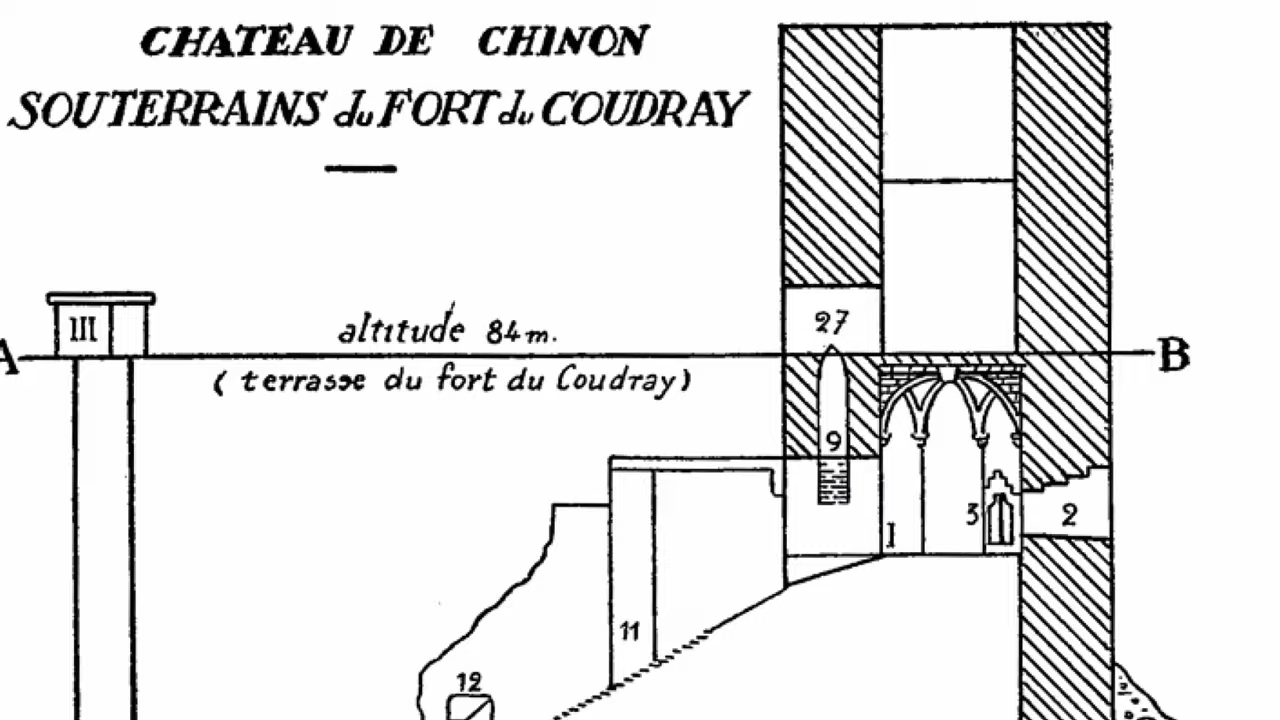 CHATEAU DE CHINON
SOUTERRAINS du FORT du COUDRAY
III
altitude 84m.
27
A
B
( terrasse du fort du Coudray)
9
3
2
I
11
12